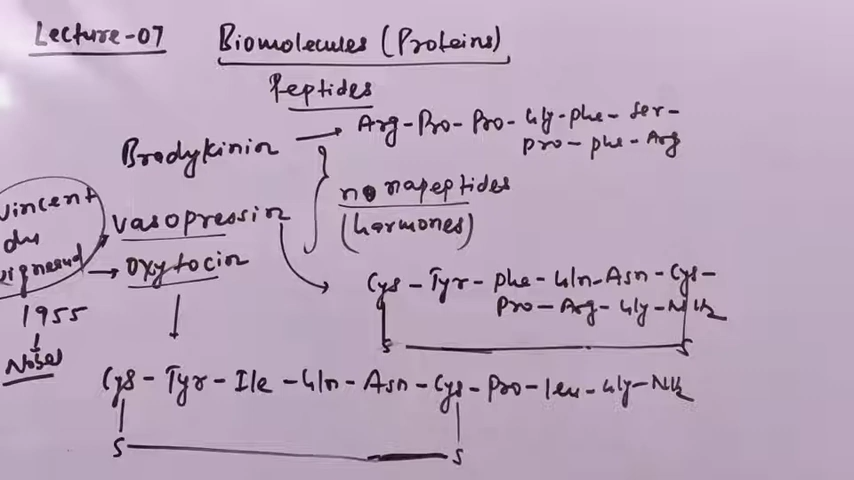 Lecture-07 Biomolecules (Proteins)
Peptides
Bradykinin → Arg-Pro-Pro-Gly-phe-Ser-
pro-phe-Arg
nonapeptides
(hormones)
vincent
du
vigneaud
1955
↓
Nobel
vasopressin
oxytocin
Cys-Tyr-phe-Gln-Asn-Cys-
Pro-Arg-Gly-NH2
S S
Cys-Tyr-Ile-Gln-Asn-Cys-Pro-leu-Gly-NH2
S S